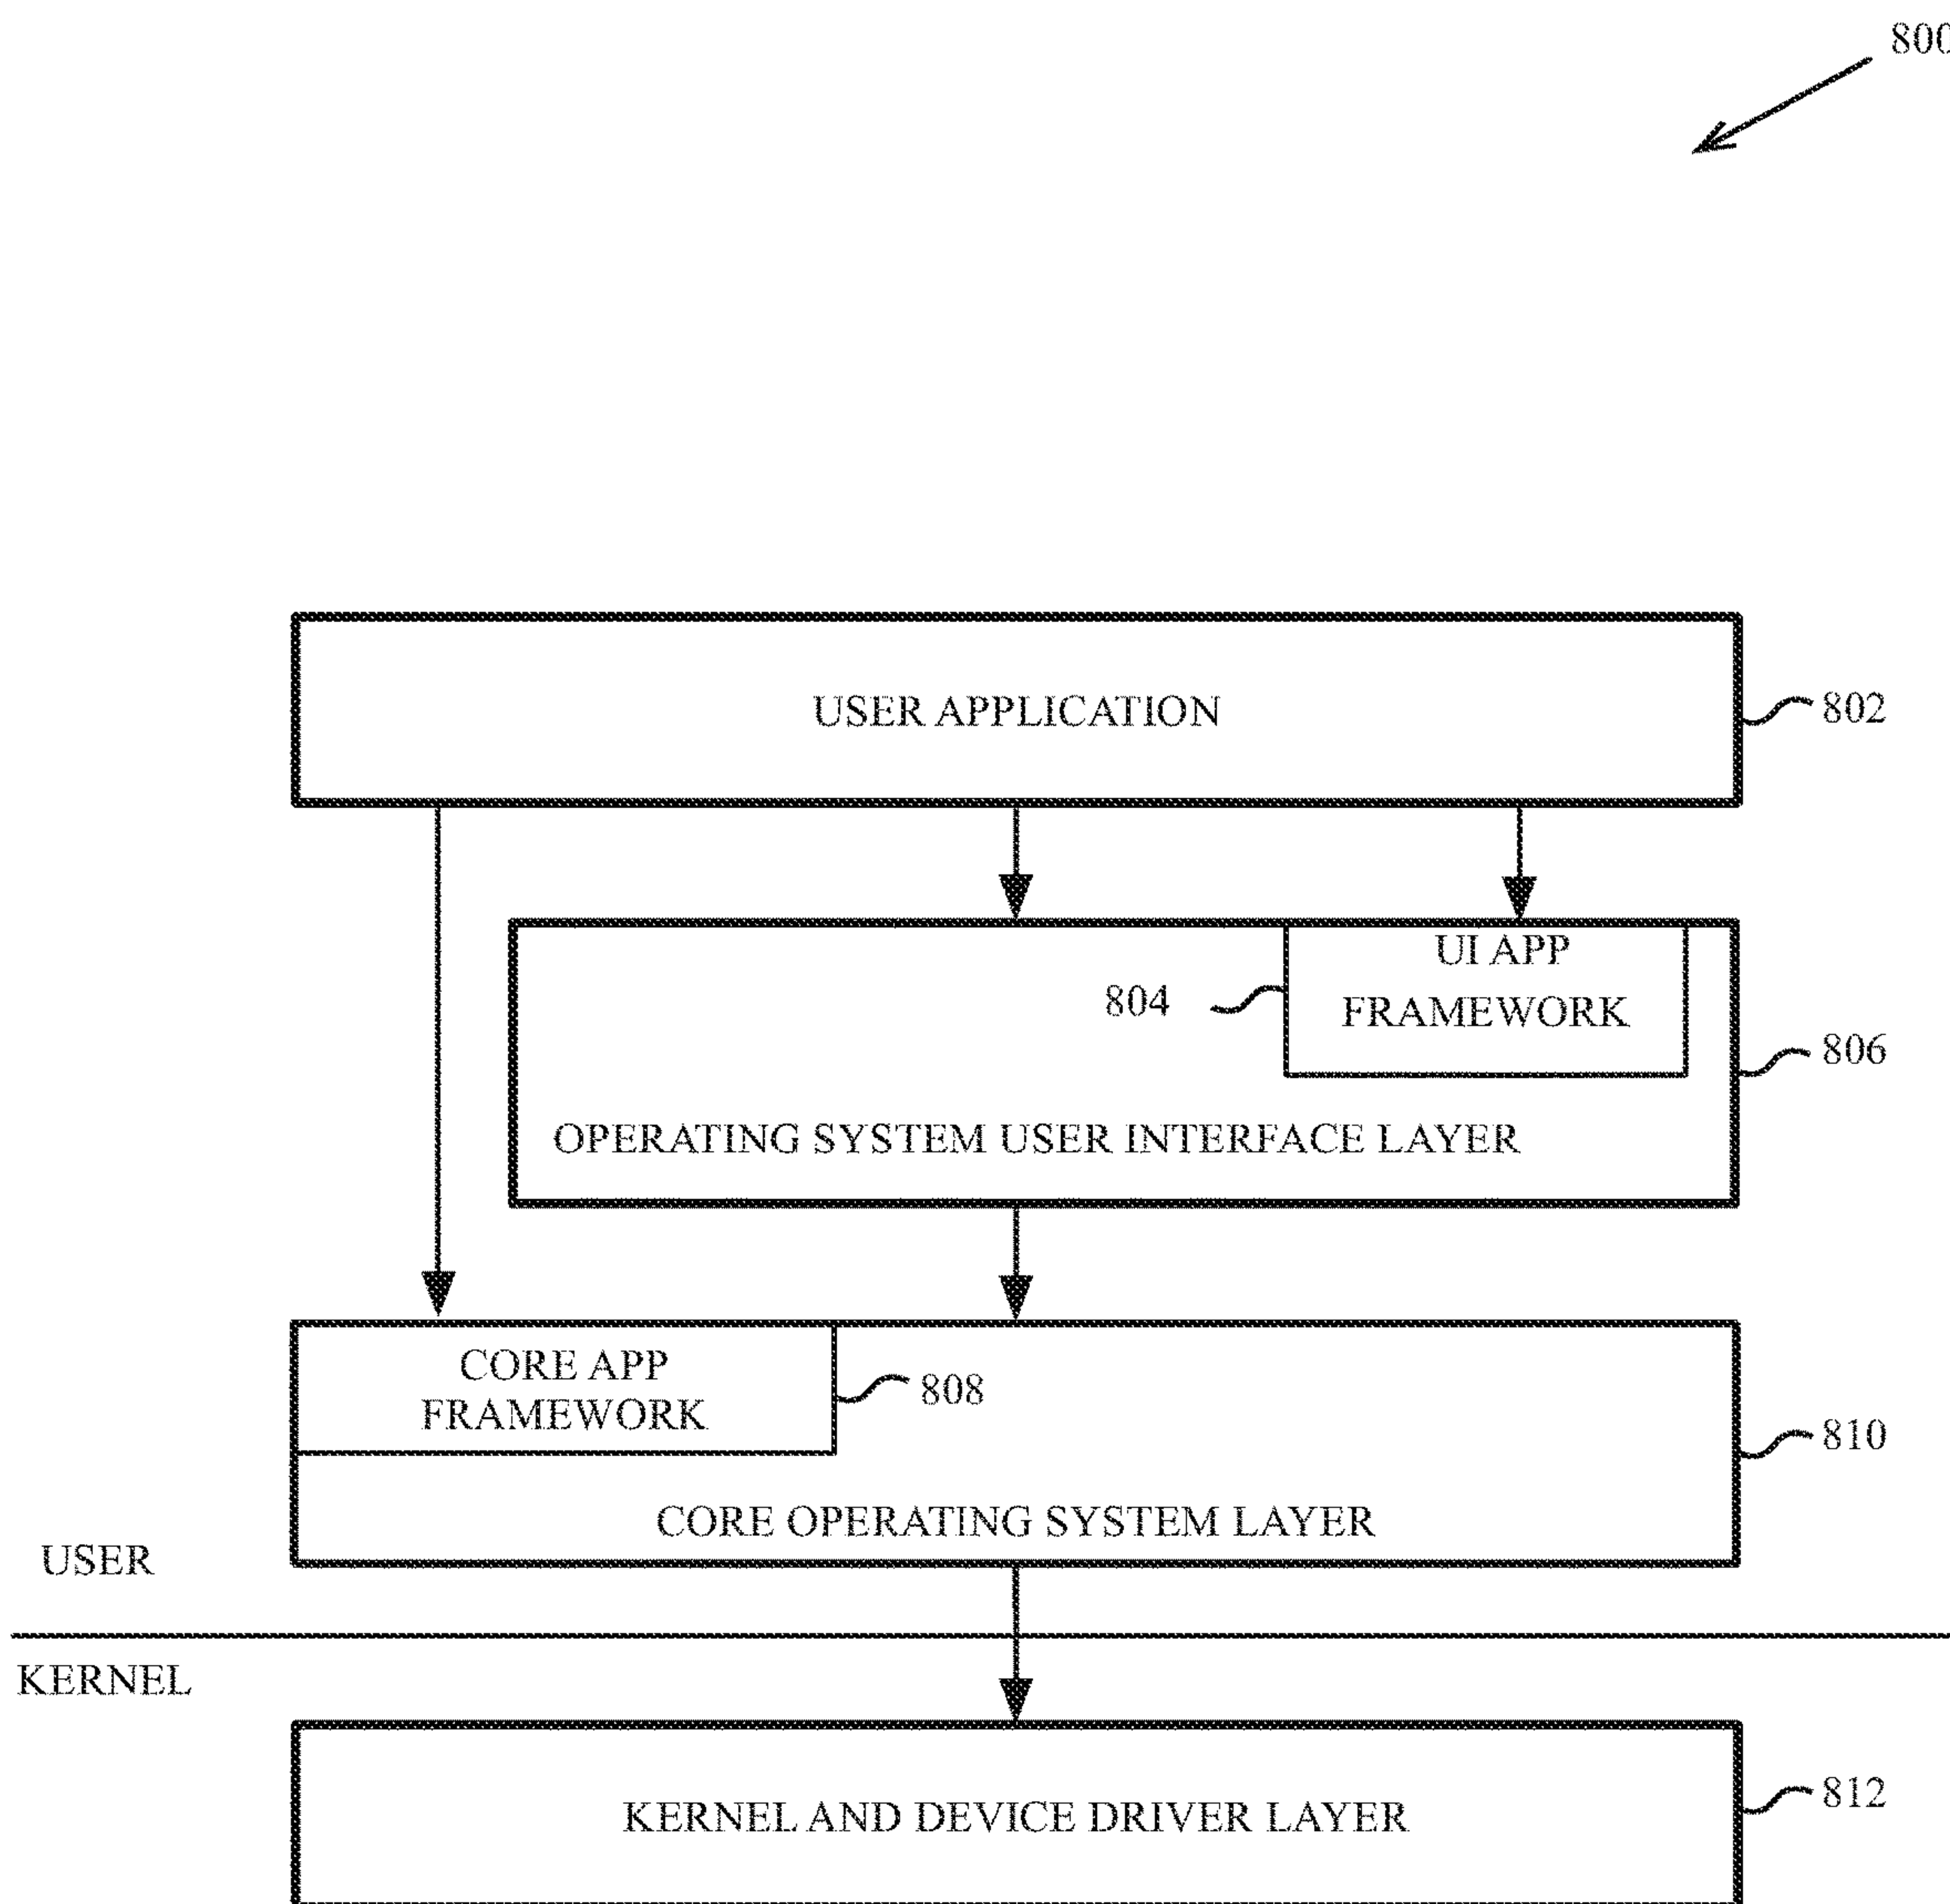 800
USER APPLICATION
802
UI APP
FRAMEWORK
804
806
OPERATING SYSTEM USER INTERFACE LAYER
CORE APP
FRAMEWORK
808
810
CORE OPERATING SYSTEM LAYER
USER
KERNEL
KERNEL AND DEVICE DRIVER LAYER
812